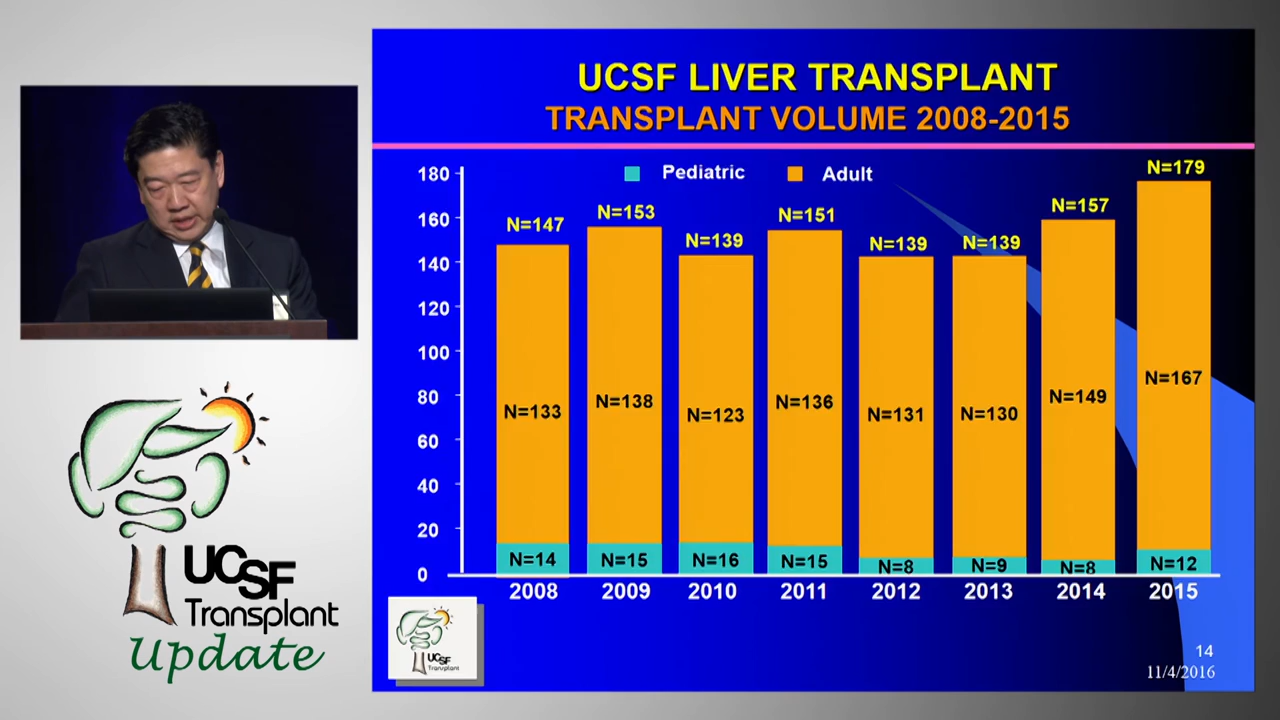 UCSF LIVER TRANSPLANT
TRANSPLANT VOLUME 2008-2015
Pediatric Adult
180
160
140
120
100
80
60
40
20
0
N=147 N=153 N=139 N=151 N=139 N=139 N=157 N=179
N=133 N=138 N=123 N=136 N=131 N=130 N=149 N=167
N=14 N=15 N=16 N=15 N=8 N=9 N=8 N=12
2008 2009 2010 2011 2012 2013 2014 2015
UCSF
Transplant
14
11/4/2016
UCSF
Transplant
Update